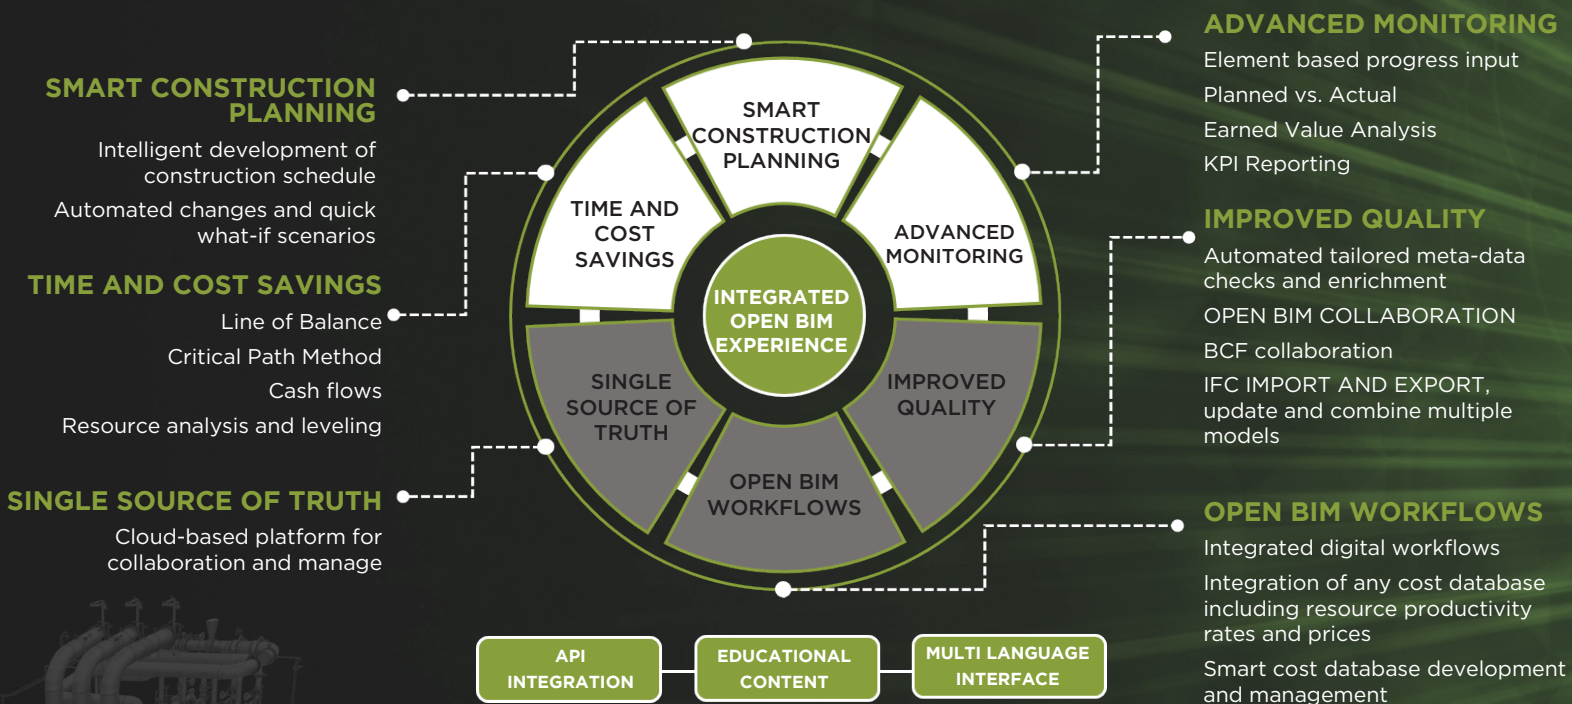 SMART CONSTRUCTION
PLANNING
Intelligent development of
construction schedule
Automated changes and quick
what-if scenarios
TIME AND COST SAVINGS
Line of Balance
Critical Path Method
Cash flows
Resource analysis and leveling
SINGLE SOURCE OF TRUTH
Cloud-based platform for
collaboration and manage
SMART
CONSTRUCTION
PLANNING
TIME AND
COST
SAVINGS
ADVANCED
MONITORING
INTEGRATED
OPEN BIM
EXPERIENCE
SINGLE
SOURCE OF
TRUTH
IMPROVED
QUALITY
OPEN BIM
WORKFLOWS
API
INTEGRATION
EDUCATIONAL
CONTENT
MULTI LANGUAGE
INTERFACE
ADVANCED MONITORING
Element based progress input
Planned vs. Actual
Earned Value Analysis
KPI Reporting
IMPROVED QUALITY
Automated tailored meta-data
checks and enrichment
OPEN BIM COLLABORATION
BCF collaboration
IFC IMPORT AND EXPORT,
update and combine multiple
models
OPEN BIM WORKFLOWS
Integrated digital workflows
Integration of any cost database
including resource productivity
rates and prices
Smart cost database development
and management